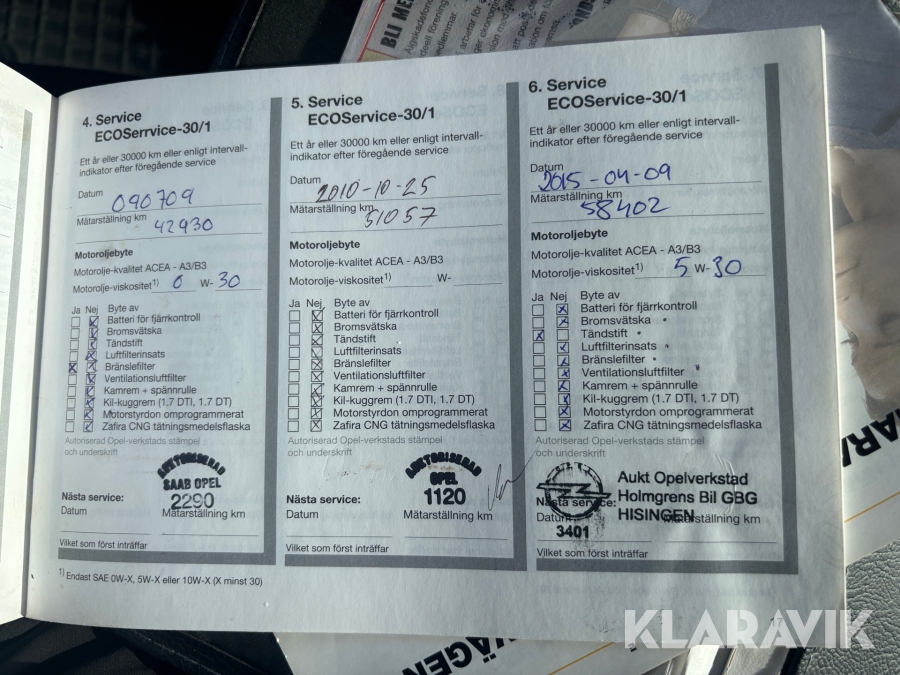 BLI ME
4. Service
ECOSerrvice-30/1
Ett år eller 30000 km eller enligt intervall-
indikator efter föregående service
Datum 090709
Mätarställning km 42930
Motoroljebyte
Motorolje-kvalitet ACEA - A3/B3
Motorolje-viskositet1) 0 W- 30
Ja Nej Byte av
Batteri för fjärrkontroll
Bromsvätska
Tändstift
Luftfilterinsats
Bränslefilter
Ventilationsluftfilter
Kamrem + spännrulle
Kil-kuggrem (1.7 DTI, 1.7 DT)
Motorstyrdon omprogrammerat
Zafira CNG tätningsmedelsflaska
Autoriserad Opel-verkstads stämpel
och underskrift
AUKTORISERAD
SAAB OPEL
2290
Nästa service:
Datum Mätarställning km
Vilket som först inträffar
1) Endast SAE 0W-X, 5W-X eller 10W-X (X minst 30)
5. Service
ECOService-30/1
Ett år eller 30000 km eller enligt intervall-
indikator efter föregående service
Datum 2010-10-25
Mätarställning km 51057
Motoroljebyte
Motorolje-kvalitet ACEA - A3/B3
Motorolje-viskositet1) W-
Ja Nej Byte av
Batteri för fjärrkontroll
Bromsvätska
Tändstift
Luftfilterinsats
Bränslefilter
Ventilationsluftfilter
Kamrem + spännrulle
Kil-kuggrem (1.7 DTI, 1.7 DT)
Motorstyrdon omprogrammerat
Zafira CNG tätningsmedelsflaska
Autoriserad Opel-verkstads stämpel
och underskrift
AUKTORISERAD
OPEL
1120
Nästa service:
Datum Mätarställning km
Vilket som först inträffar
6. Service
ECOService-30/1
Ett år eller 30000 km eller enligt intervall-
indikator efter föregående service
Datum 2015-04-09
Mätarställning km 58402
Motoroljebyte
Motorolje-kvalitet ACEA - A3/B3
Motorolje-viskositet1) 5 W-30
Ja Nej Byte av
Batteri för fjärrkontroll
Bromsvätska
Tändstift
Luftfilterinsats
Bränslefilter
Ventilationsluftfilter
Kamrem + spännrulle
Kil-kuggrem (1.7 DTI, 1.7 DT)
Motorstyrdon omprogrammerat
Zafira CNG tätningsmedelsflaska
Autoriserad Opel-verkstads stämpel
och underskrift
Aukt Opelverkstad
Holmgrens Bil GBG
HISINGEN
3401
Nästa service:
Datum Mätarställning km
Vilket som först inträffar
KLARAVIK